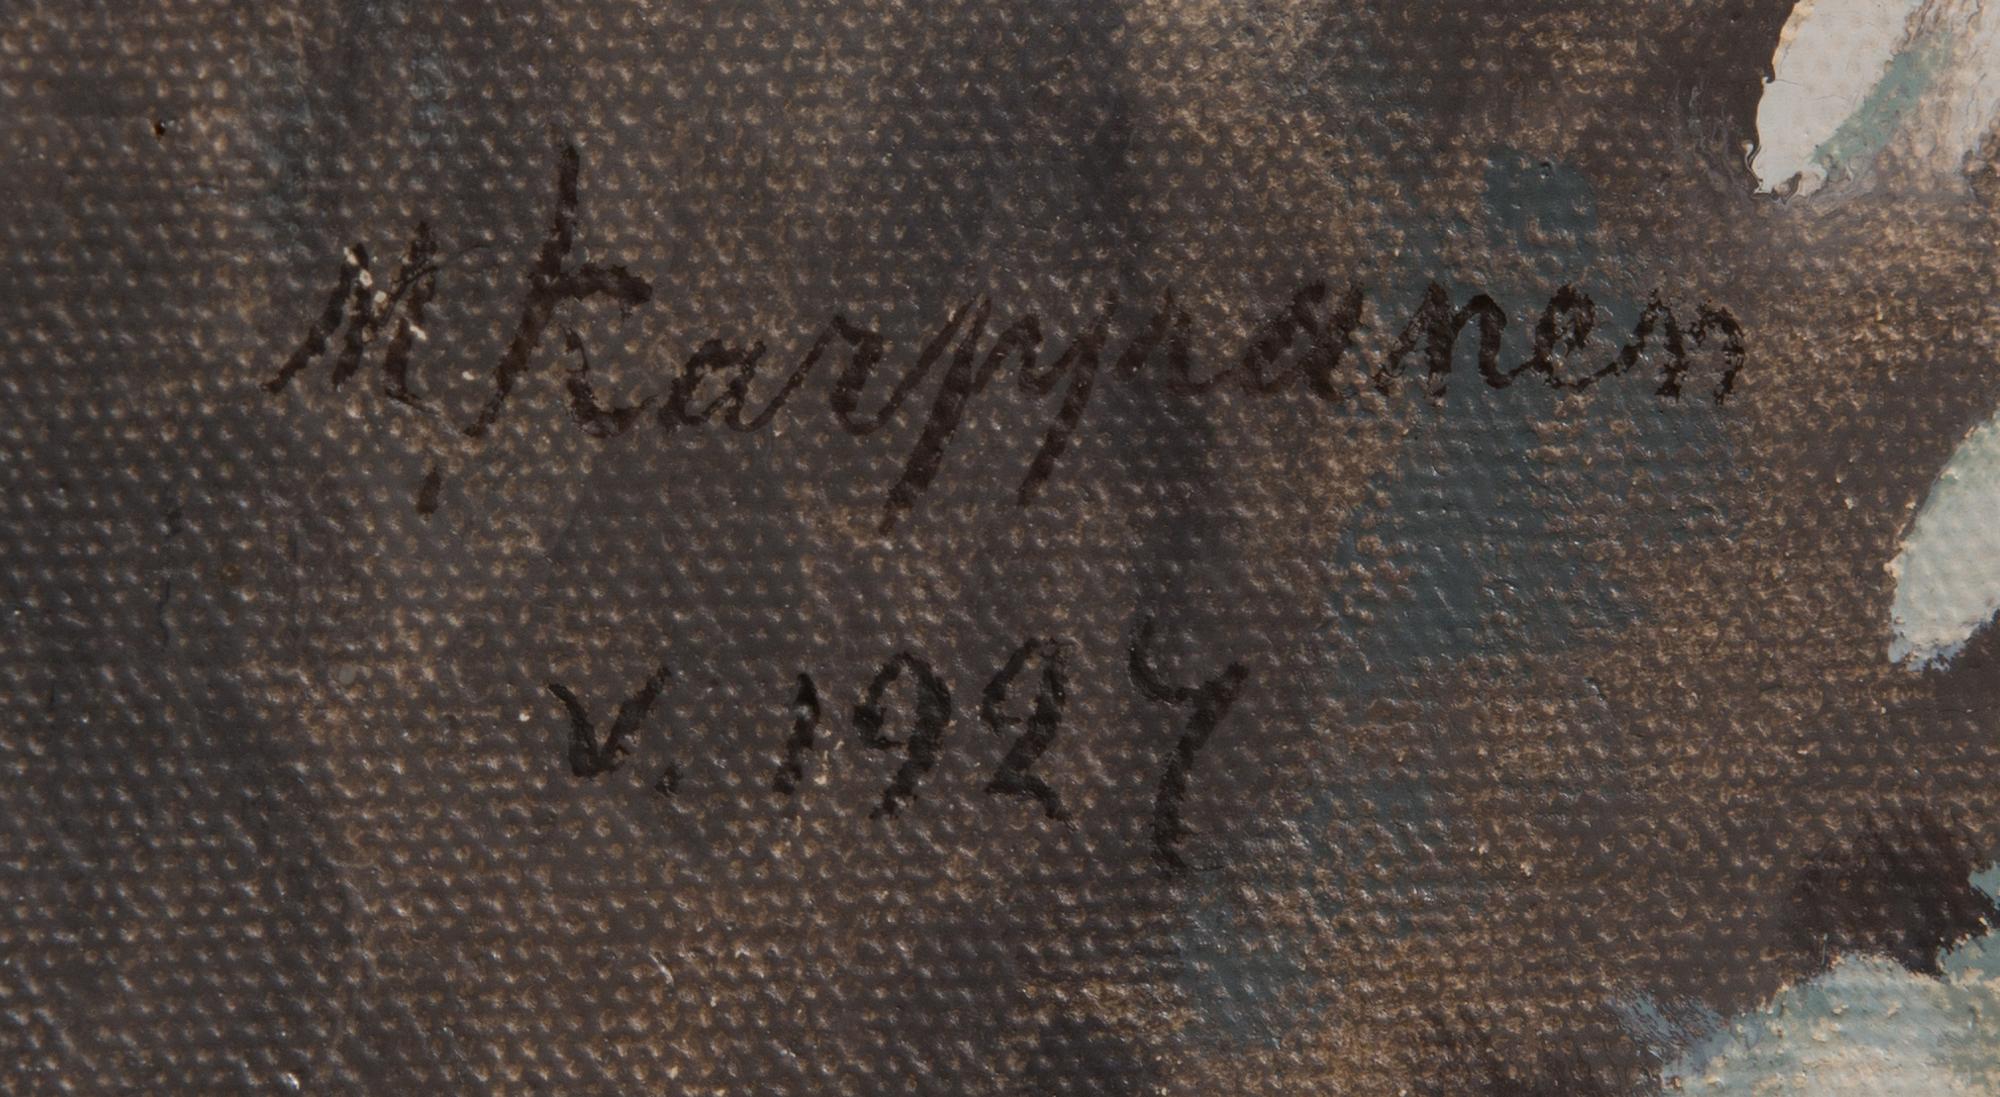 M. Karppanen
v. 1927